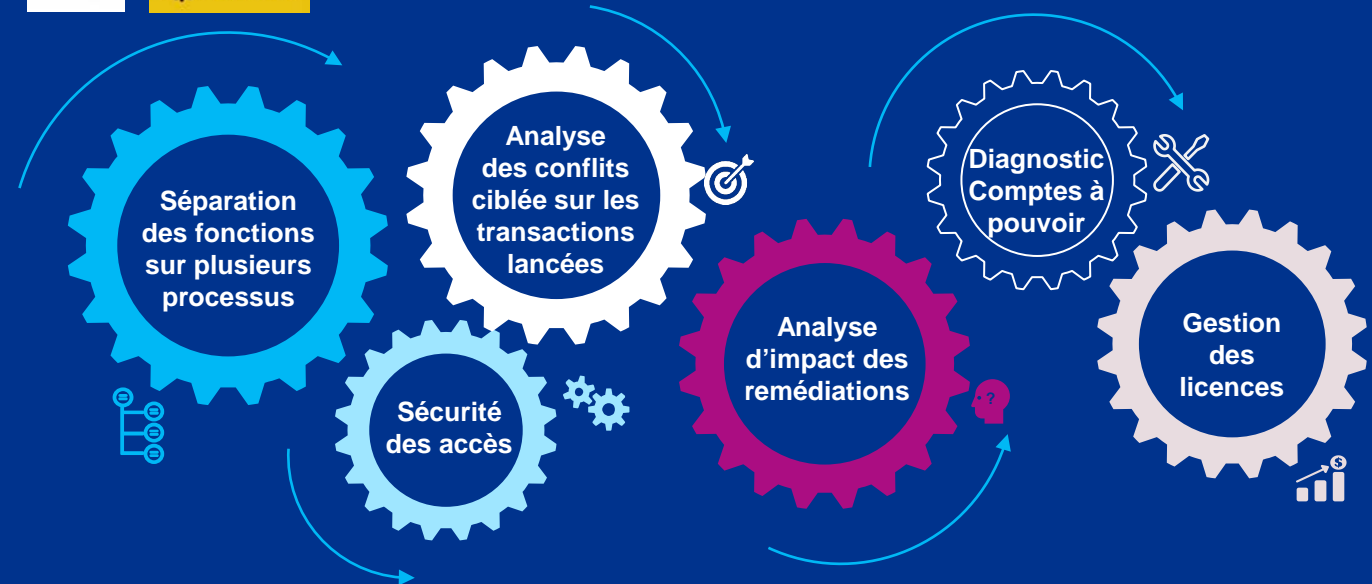 Séparation
des fonctions
sur plusieurs
processus
Analyse
des conflits
ciblée sur les
transactions
lancées
Sécurité
des accès
Analyse
d’impact des
remédiations
?
Diagnostic
Comptes à
pouvoir
Gestion
des
licences
$